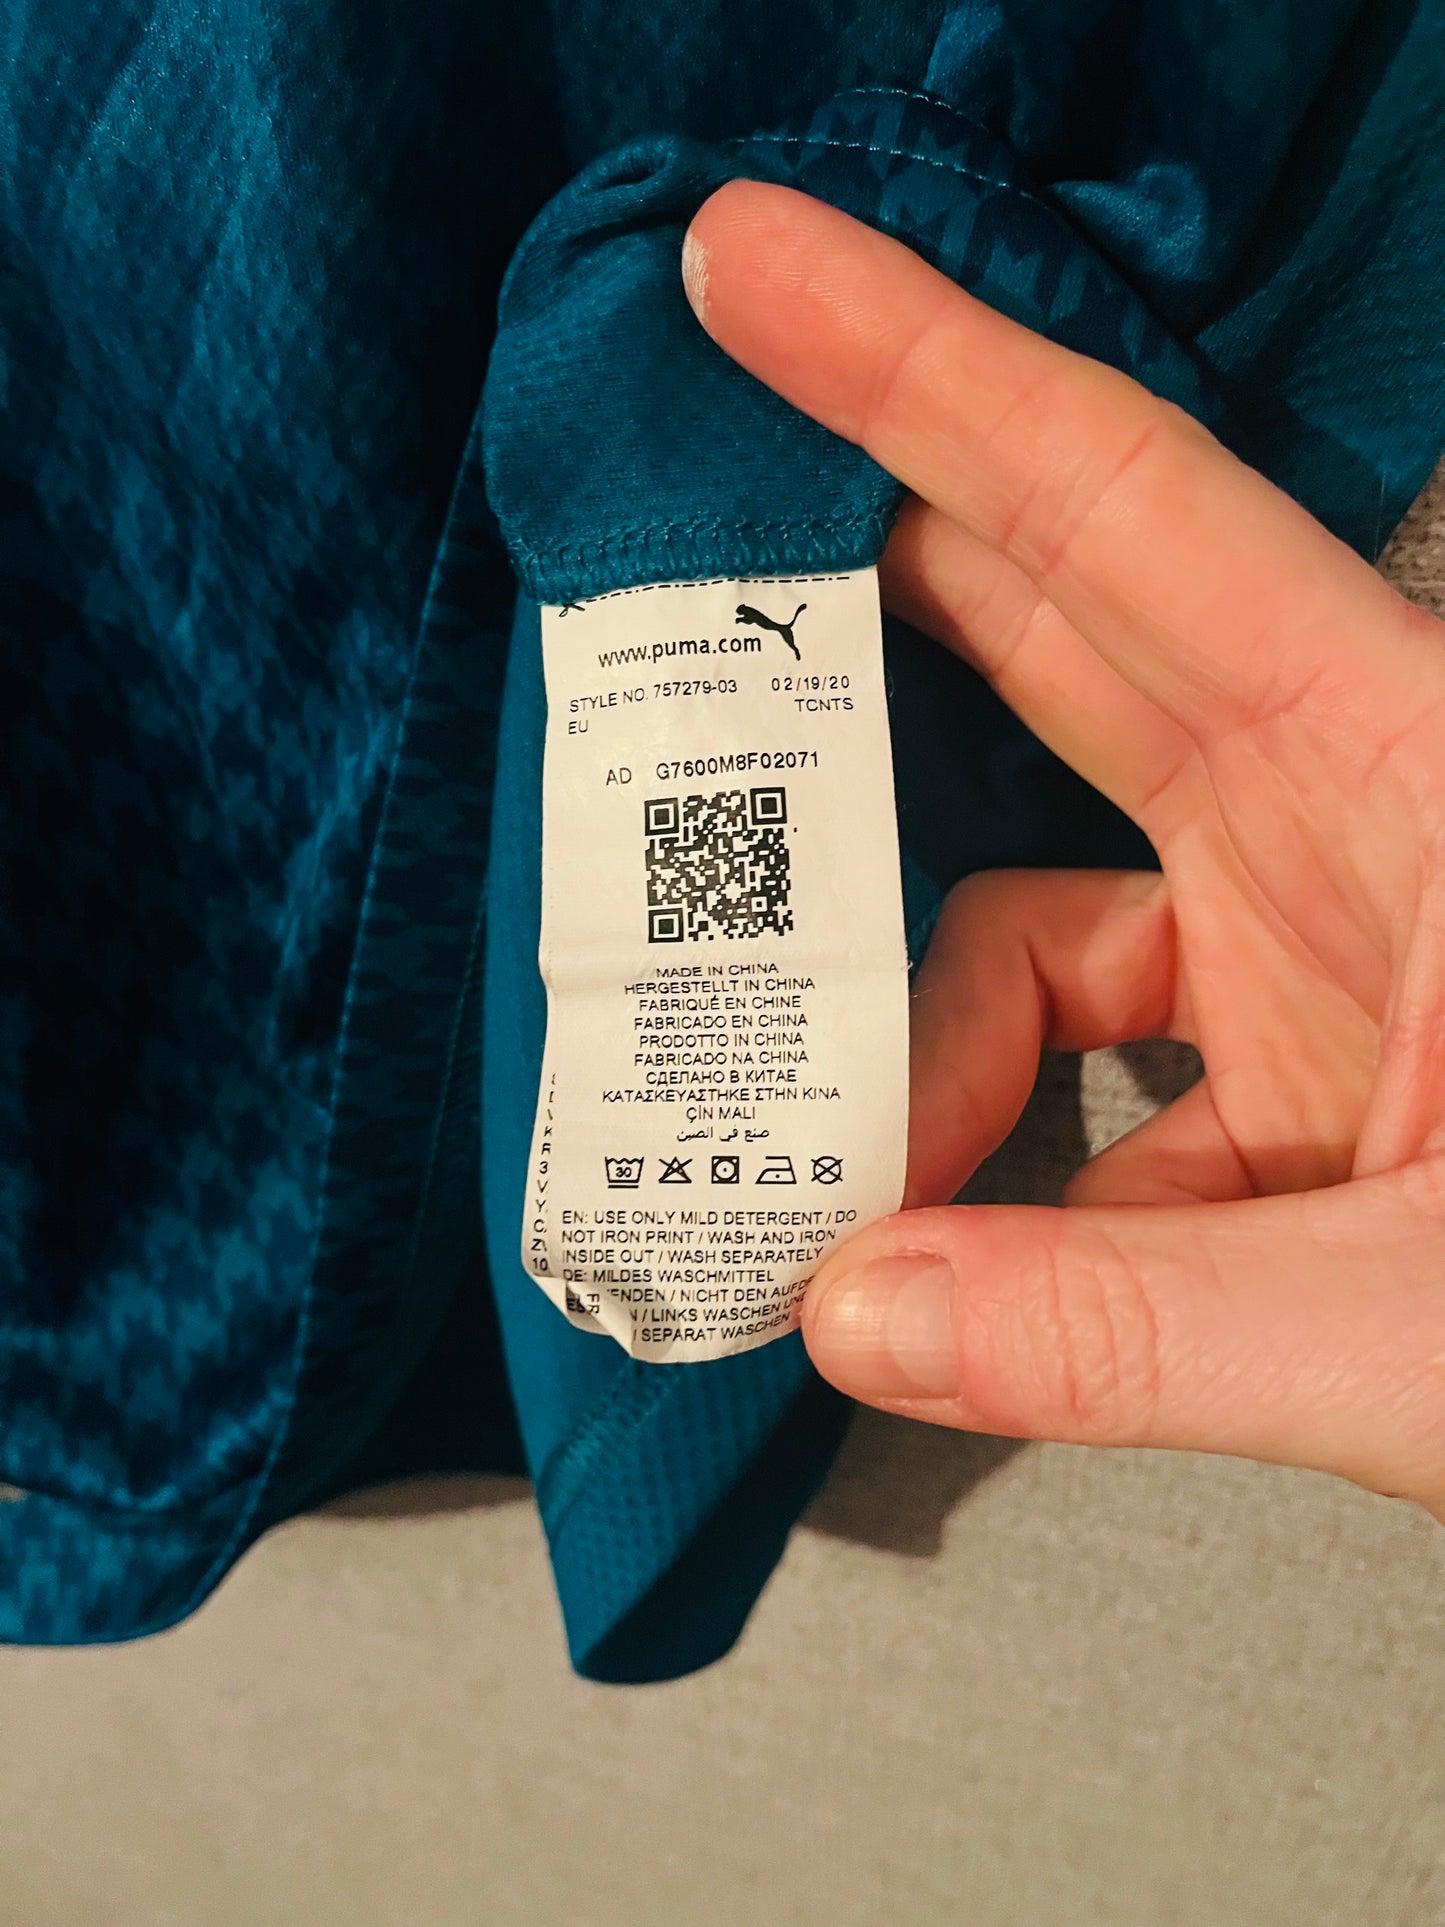 www.puma.com
STYLE NO. 757279-03 02/19/20
EU TCNTS
AD G7600M8F02071
MADE IN CHINA
HERGESTELLT IN CHINA
FABRIQUÉ EN CHINE
FABRICADO EN CHINA
PRODOTTO IN CHINA
FABRICADO NA CHINA
СДЕЛАНО В КИТАЕ
ΚΑΤΑΣΚΕΥΑΣΤΗΚΕ ΣΤΗΝ ΚΙΝΑ
ÇİN MALI
صنع في الصين
30
EN: USE ONLY MILD DETERGENT / DO
NOT IRON PRINT / WASH AND IRON
INSIDE OUT / WASH SEPARATELY
DE: MILDES WASCHMITTEL
/ NICHT DEN
/ LINKS WASCHEN
/ SEPARAT WASCHEN
FR